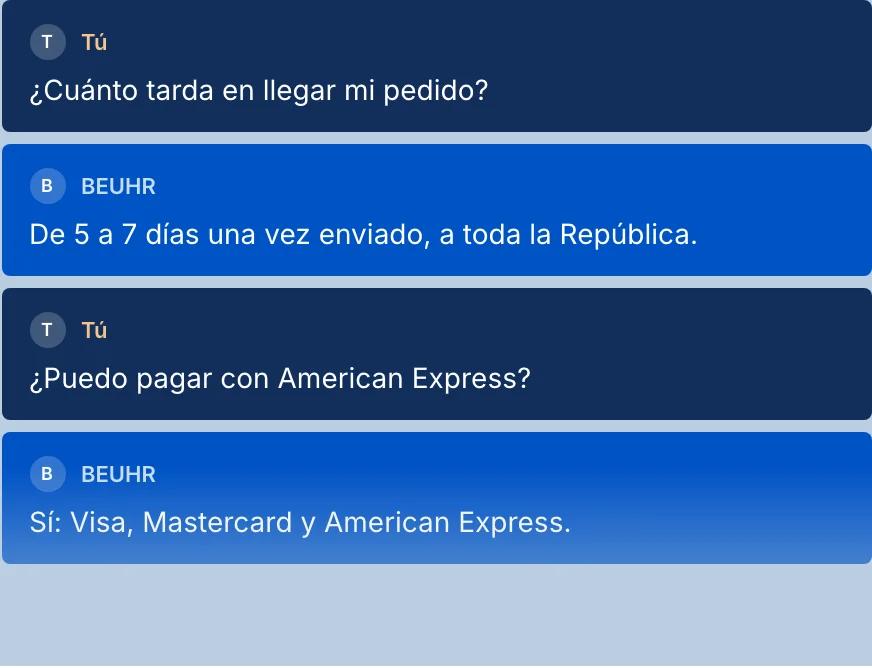 T Tú
¿Cuánto tarda en llegar mi pedido?
B BEUHR
De 5 a 7 días una vez enviado, a toda la República.
T Tú
¿Puedo pagar con American Express?
B BEUHR
Sí: Visa, Mastercard y American Express.